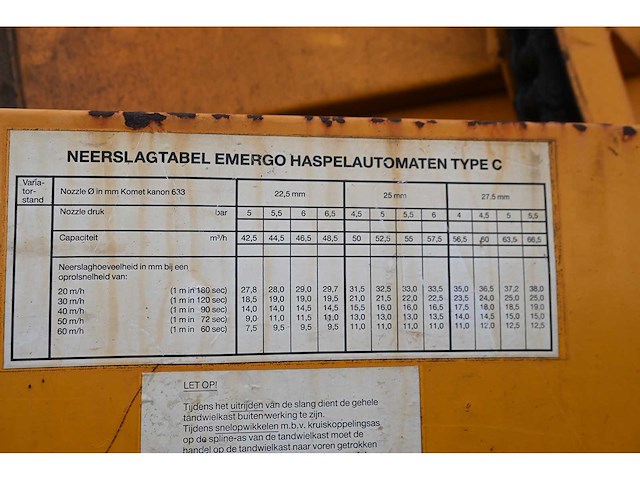 NEERSLAGTABEL EMERGO HASPELAUTOMATEN TYPE C
Varia-
tor-
stand
Nozzle Ø in mm Komet kanon 633 22,5 mm 25 mm 27.5 mm
Nozzle druk bar 5 5,5 6 6,5 4,5 5 5,5 6 4 4,5 5 5,5
Capaciteit m³/h 42,5 44,5 46,5 48,5 50 52,5 55 57,5 56,5 60 63,5 66,5
Neerslaghoeveelheid in mm bij een
oprolsnelheid van:
20 m/h (1 m in 180 sec) 27,8 28,0 29,0 29,7 31,5 32,5 33,0 33,5 35,0 36,5 37,2 38,0
30 m/h (1 m in 120 sec) 18,5 19,0 19,0 19,5 21,0 21,5 22,0 22,5 23,5 24,0 25,0 25,0
40 m/h (1 m in 90 sec) 14,0 14,0 14,5 14,5 15,5 16,0 16,0 16,5 17,5 18,0 19,0 19,0
50 m/h (1 m in 72 sec) 9,0 11,0 11,5 11,0 13,0 13,0 13,0 13,5 14,0 14,5 15,0 15,0
60 m/h (1 m in 60 sec) 7,5 9,5 9,5 9,5 11,0 11,0 11,0 11,0 11,0 12,0 12,5 12,5
LET OP!
Tijdens het uitrijden van de slang dient de gehele
tandwielkast buiten werking te zijn.
Tijdens snelopwikkelen m.b.v. kruiskoppelingsas
op de spline-as van de tandwielkast moet de
handel op de tandwielkast naar voren getrokken